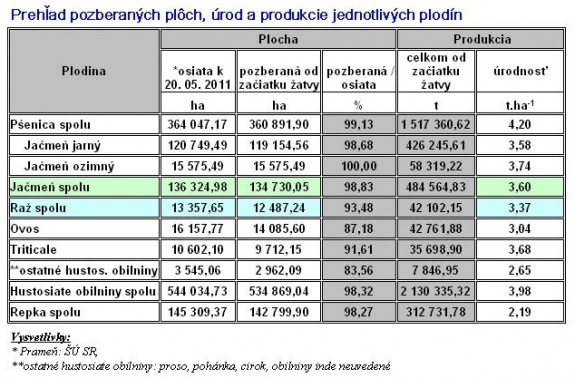 Prehľad pozberaných plôch, úrod a produkcie jednotlivých plodín
Plodina Plocha Produkcia
*osiata k 20. 05. 2011 pozberaná od začiatku žatvy pozberaná / osiata celkom od začiatku žatvy úrodnosť
ha ha % t t.ha-1
Pšenica spolu 364 047,17 360 891,90 99,13 1 517 360,62 4,20
Jačmeň jarný 120 749,49 119 154,56 98,68 426 245,61 3,58
Jačmeň ozimný 15 575,49 15 575,49 100,00 58 319,22 3,74
Jačmeň spolu 136 324,98 134 730,05 98,83 484 564,83 3,60
Raž spolu 13 357,65 12 487,24 93,48 42 102,15 3,37
Ovos 16 157,77 14 085,60 87,18 42 761,88 3,04
Triticale 10 602,10 9 712,15 91,61 35 698,90 3,68
**ostatné hustos. obilniny 3 545,06 2 962,09 83,56 7 846,95 2,65
Hustosiate obilniny spolu 544 034,73 534 869,04 98,32 2 130 335,32 3,98
Repka spolu 145 309,37 142 799,90 98,27 312 731,78 2,19
Vysvetlivky:
* Prameň: ŠÚ SR,
**ostatné hustosiate obilniny: proso, pohánka, cirok, obilniny inde neuvedené